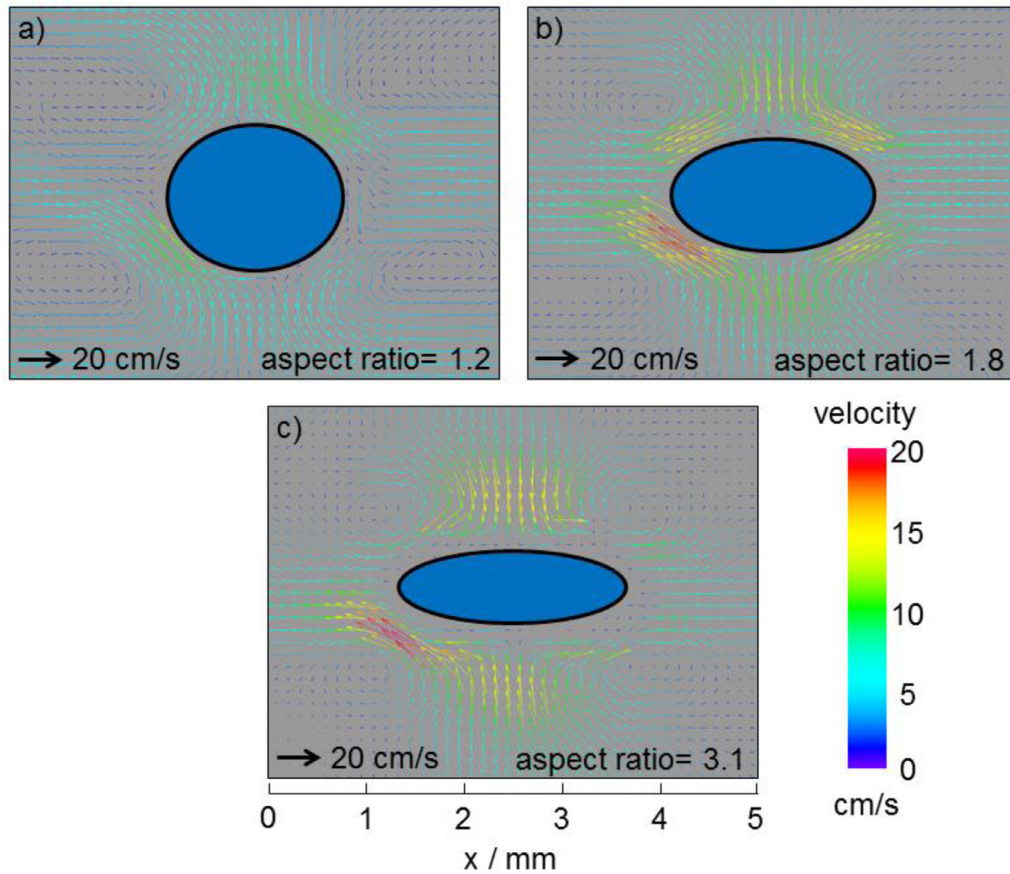 a)
20 cm/s
aspect ratio= 1.2
b)
20 cm/s
aspect ratio= 1.8
c)
20 cm/s
aspect ratio= 3.1
0 1 2 3 4 5
x / mm
velocity
20
15
10
5
0
cm/s